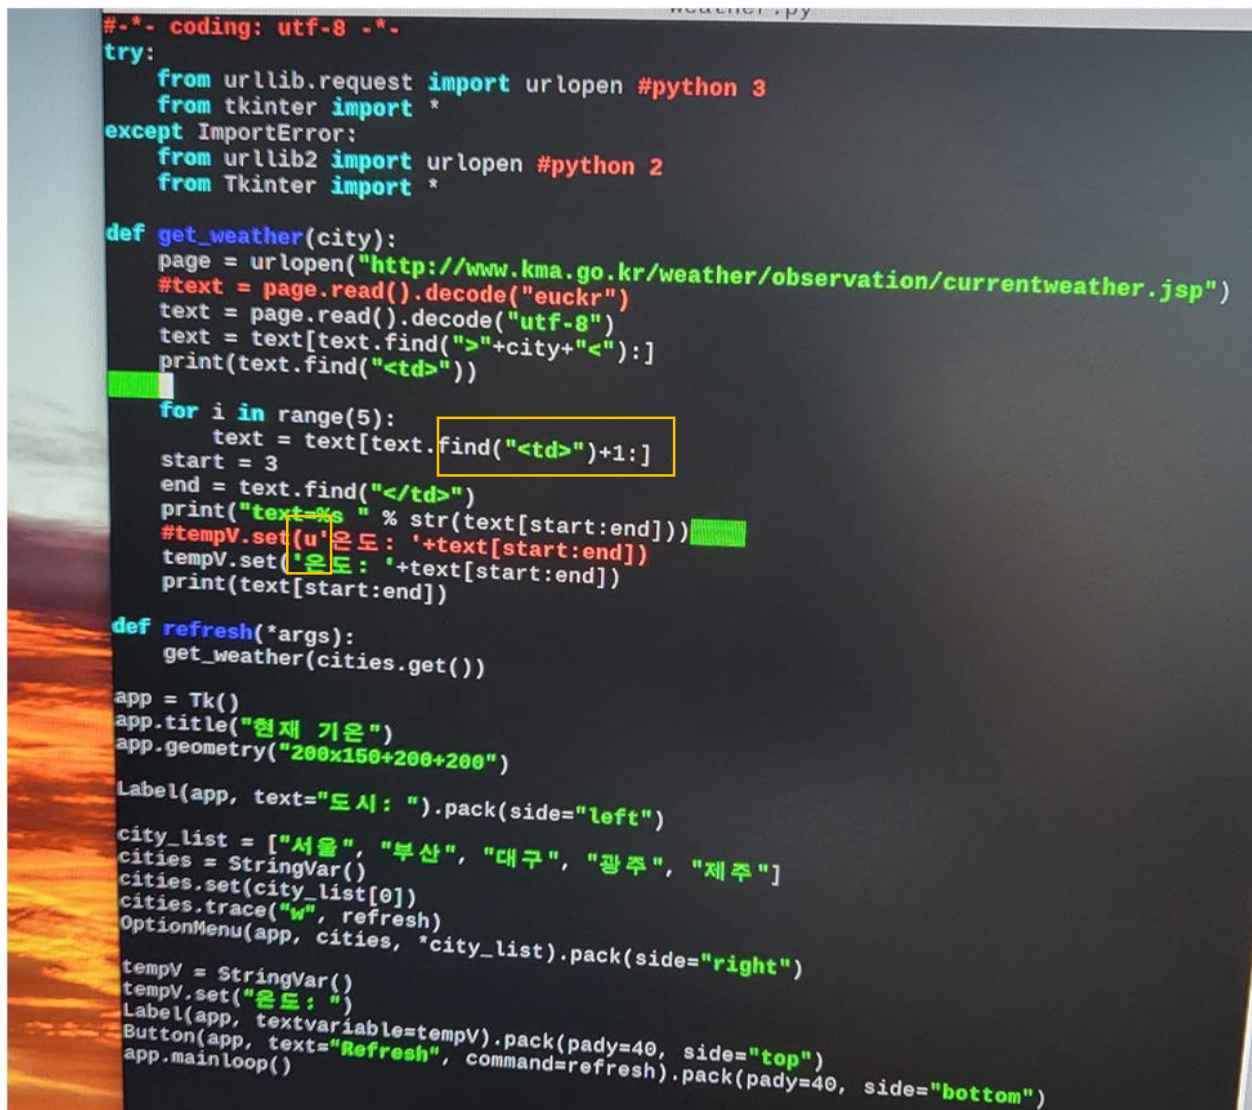 weather.py
#-*- coding: utf-8 -*-
try:
    from urllib.request import urlopen #python 3
    from tkinter import *
except ImportError:
    from urllib2 import urlopen #python 2
    from Tkinter import *

def get_weather(city):
    page = urlopen("http://www.kma.go.kr/weather/observation/currentweather.jsp")
    #text = page.read().decode("euckr")
    text = page.read().decode("utf-8")
    text = text[text.find(">"+city+"<"):]
    print(text.find("<td>"))

    for i in range(5):
        text = text[text.find("<td>")+1:]
    start = 3
    end = text.find("</td>")
    print("text=%s " % str(text[start:end]))
    #tempV.set(u'온도: '+text[start:end])
    tempV.set('온도: '+text[start:end])
    print(text[start:end])

def refresh(*args):
    get_weather(cities.get())

app = Tk()
app.title("현재 기온")
app.geometry("200x150+200+200")

Label(app, text="도시: ").pack(side="left")

city_list = ["서울", "부산", "대구", "광주", "제주"]
cities = StringVar()
cities.set(city_list[0])
cities.trace("w", refresh)
OptionMenu(app, cities, *city_list).pack(side="right")

tempV = StringVar()
tempV.set("온도: ")
Label(app, textvariable=tempV).pack(pady=40, side="top")
Button(app, text="Refresh", command=refresh).pack(pady=40, side="bottom")
app.mainloop()